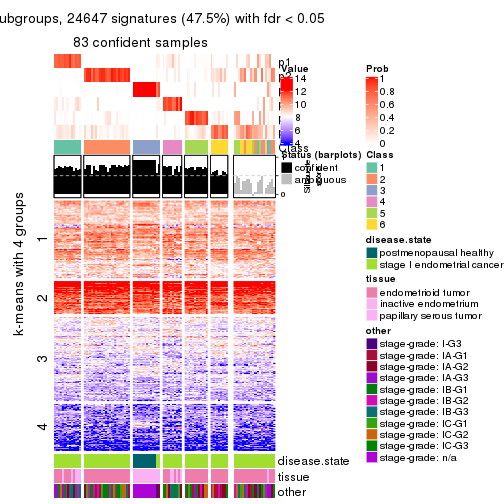 ubgroups, 24647 signatures (47.5%) with fdr < 0.05
83 confident samples
p1
Value
14
12
10
8
6
4
Prob
1
0.8
0.6
0.4
0.2
0
Class
Status (barplots)
confident
ambiguous
0
Class
1
2
3
4
5
6
k-means with 4 groups
1
2
3
4
disease.state
postmenopausal healthy
stage I endometrial cancer
tissue
endometrioid tumor
inactive endometrium
papillary serous tumor
other
stage-grade: I-G3
stage-grade: IA-G1
stage-grade: IA-G2
stage-grade: IA-G3
stage-grade: IB-G1
stage-grade: IB-G2
stage-grade: IB-G3
stage-grade: IC-G1
stage-grade: IC-G2
stage-grade: IC-G3
stage-grade: n/a
disease.state
tissue
other